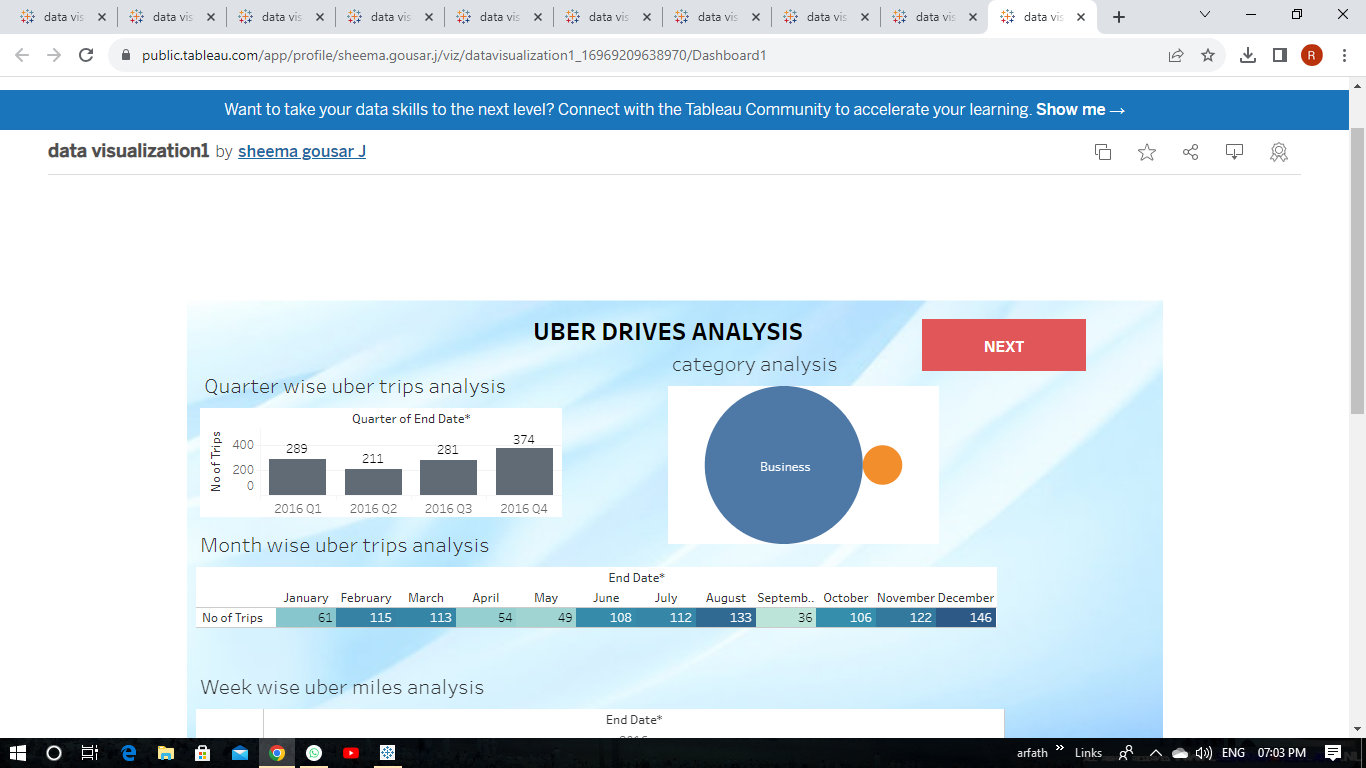 data vis data vis data vis data vis data vis data vis data vis data vis data vis data vis
public.tableau.com/app/profile/sheema.gousar.j/viz/datavisualization1_16969209638970/Dashboard1
R
Want to take your data skills to the next level? Connect with the Tableau Community to accelerate your learning. Show me →
data visualization1 by sheema gousar J
UBER DRIVES ANALYSIS
NEXT
category analysis
Quarter wise uber trips analysis
Quarter of End Date*
No of Trips
400
200
0
289 211 281 374
2016 Q1 2016 Q2 2016 Q3 2016 Q4
Business
Month wise uber trips analysis
End Date*
January February March April May June July August Septemb.. October November December
No of Trips 61 115 113 54 49 108 112 133 36 106 122 146
Week wise uber miles analysis
End Date*
arfath Links ENG 07:03 PM